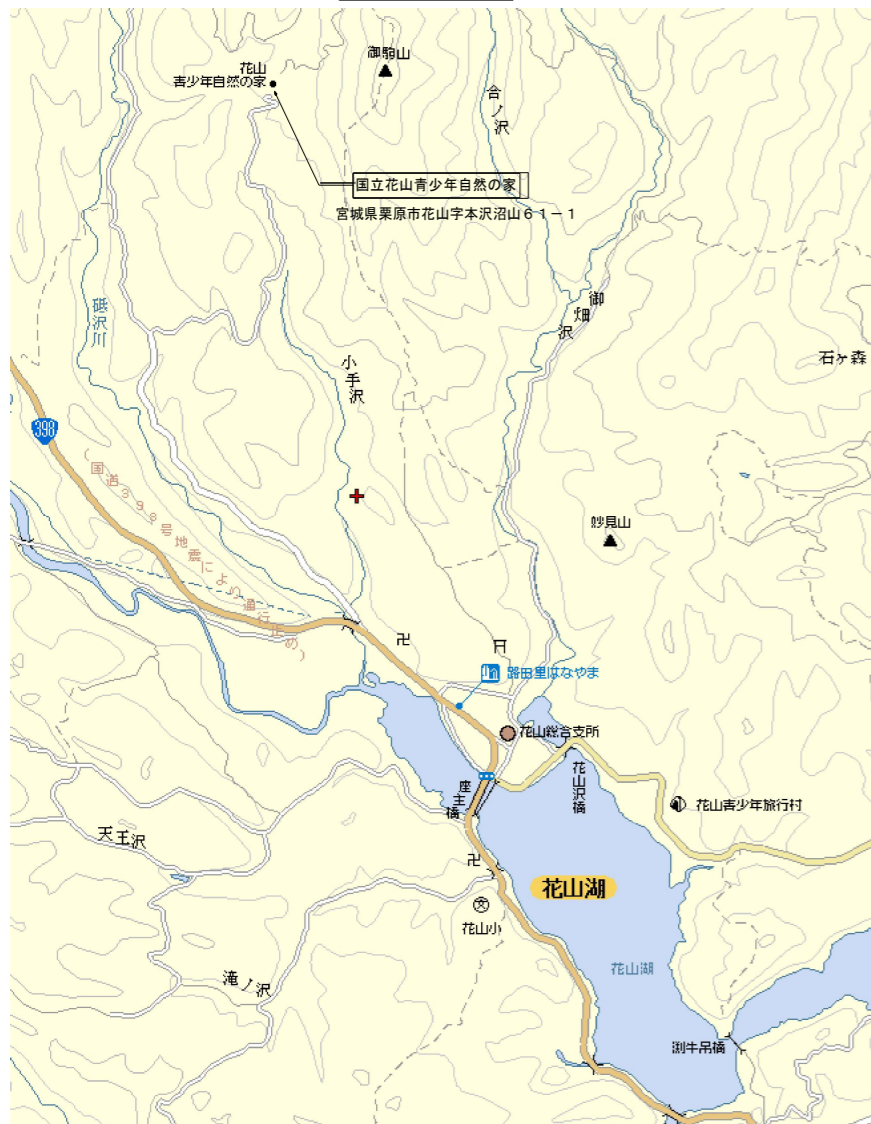 花山
青少年自然の家
御駒山
合ノ沢
国立花山青少年自然の家
宮城県栗原市花山字本沢沼山61-1
御畑沢
砥沢川
小手沢
石ヶ森
398
(国道398号地震により通行止め)
妙見山
路田里はなやま
花山総合支所
座主橋
花山沢橋
花山青少年旅行村
天王沢
花山湖
花山小
花山湖
滝ノ沢
渕牛吊橋